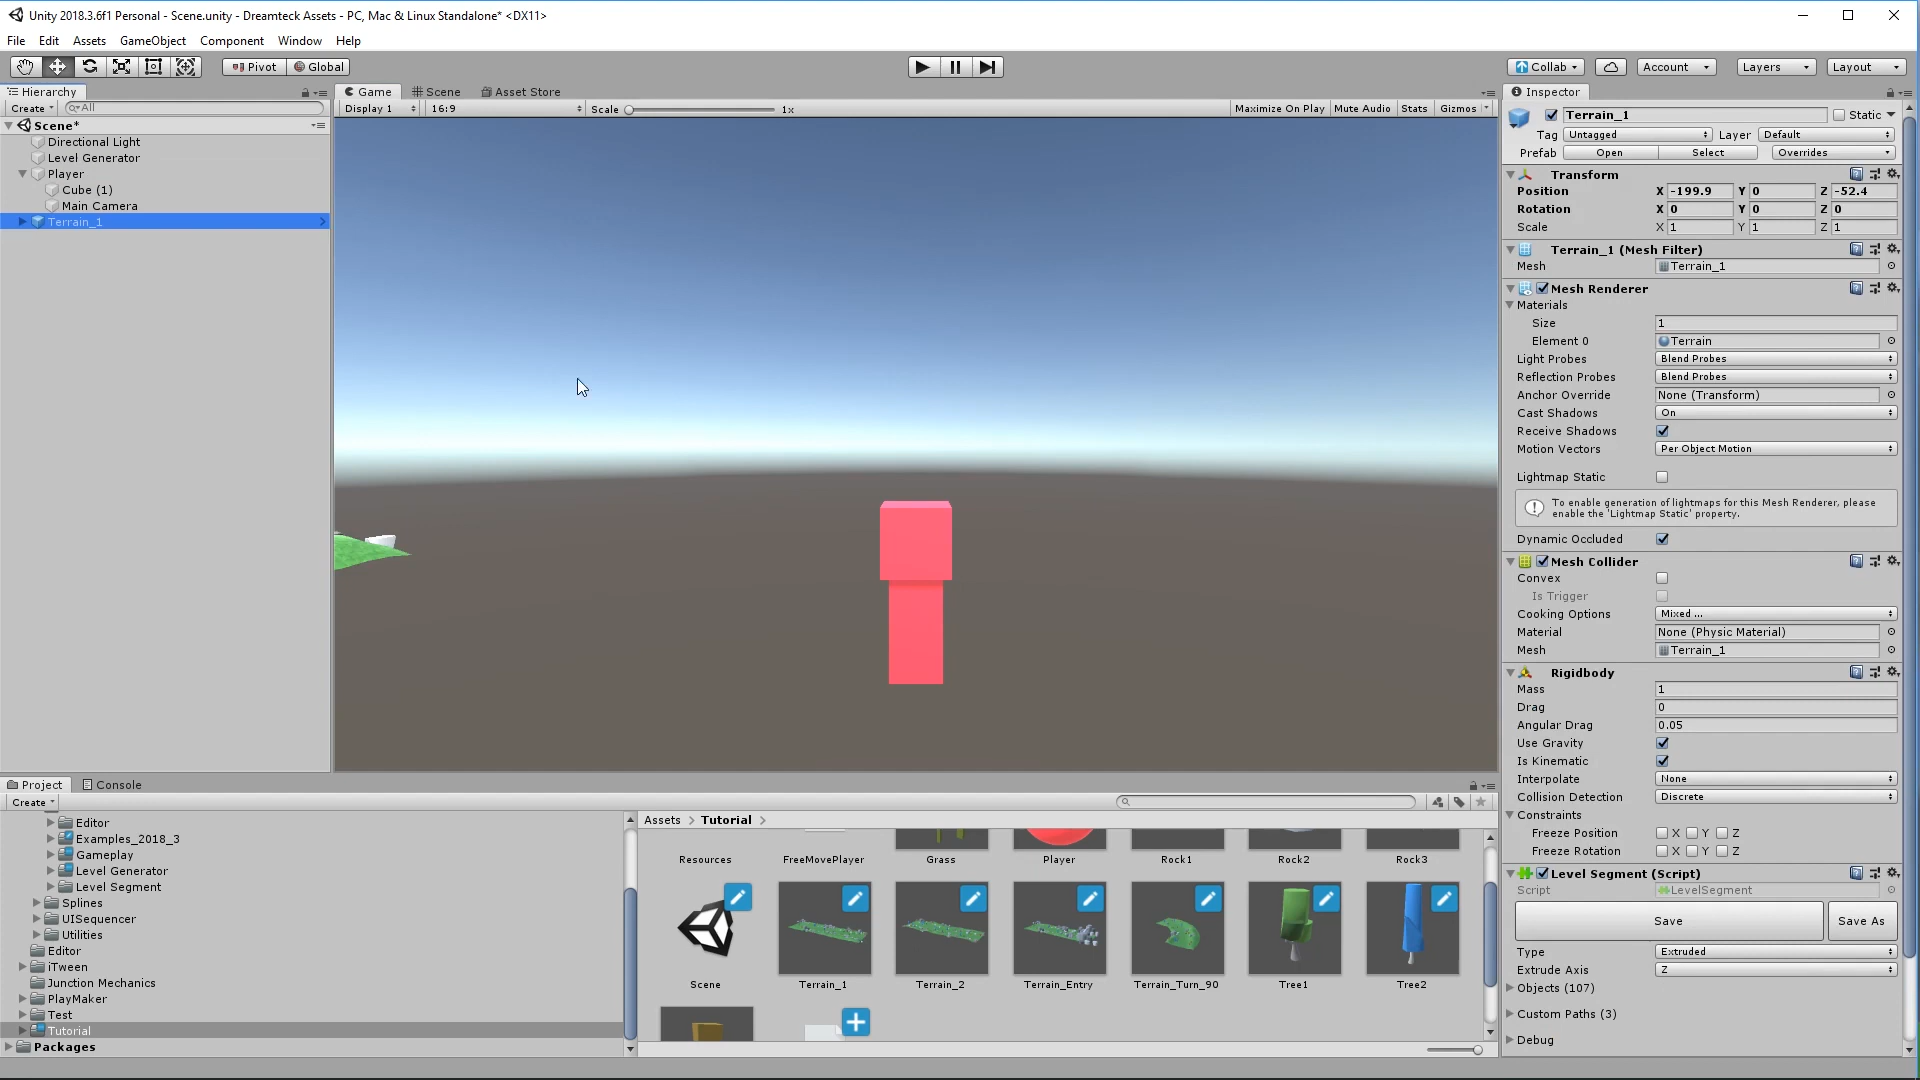 Unity 2018.3.6f1 Personal - Scene.unity - Dreamteck Assets - PC, Mac & Linux Standalone* <DX11>
File Edit Assets GameObject Component Window Help
Pivot Global Collab Account Layers Layout
Hierarchy
Create All
Scene*
Directional Light
Level Generator
Player
Cube (1)
Main Camera
Terrain_1
Game Scene Asset Store
Display 1 16:9 Scale 1x Maximize On Play Mute Audio Stats Gizmos
Inspector
Terrain_1 Static
Tag Untagged Layer Default
Prefab Open Select Overrides
Transform
Position X -199.9 Y 0 Z -52.4
Rotation X 0 Y 0 Z 0
Scale X 1 Y 1 Z 1
Terrain_1 (Mesh Filter)
Mesh Terrain_1
Mesh Renderer
Materials
Size 1
Element 0 Terrain
Light Probes Blend Probes
Reflection Probes Blend Probes
Anchor Override None (Transform)
Cast Shadows On
Receive Shadows
Motion Vectors Per Object Motion
Lightmap Static
To enable generation of lightmaps for this Mesh Renderer, please
enable the 'Lightmap Static' property.
Dynamic Occluded
Mesh Collider
Convex
Is Trigger
Cooking Options Mixed ...
Material None (Physic Material)
Mesh Terrain_1
Rigidbody
Mass 1
Drag 0
Angular Drag 0.05
Use Gravity
Is Kinematic
Interpolate None
Collision Detection Discrete
Constraints
Freeze Position X Y Z
Freeze Rotation X Y Z
Level Segment (Script)
Script LevelSegment
Save Save As
Type Extruded
Extrude Axis Z
Objects (107)
Custom Paths (3)
Debug
Project Console
Create
Editor
Examples_2018_3
Gameplay
Level Generator
Level Segment
Splines
UISequencer
Utilities
Editor
iTween
Junction Mechanics
PlayMaker
Test
Tutorial
Packages
Assets > Tutorial >
Resources FreeMovePlayer Grass Player Rock1 Rock2 Rock3
Scene Terrain_1 Terrain_2 Terrain_Entry Terrain_Turn_90 Tree1 Tree2